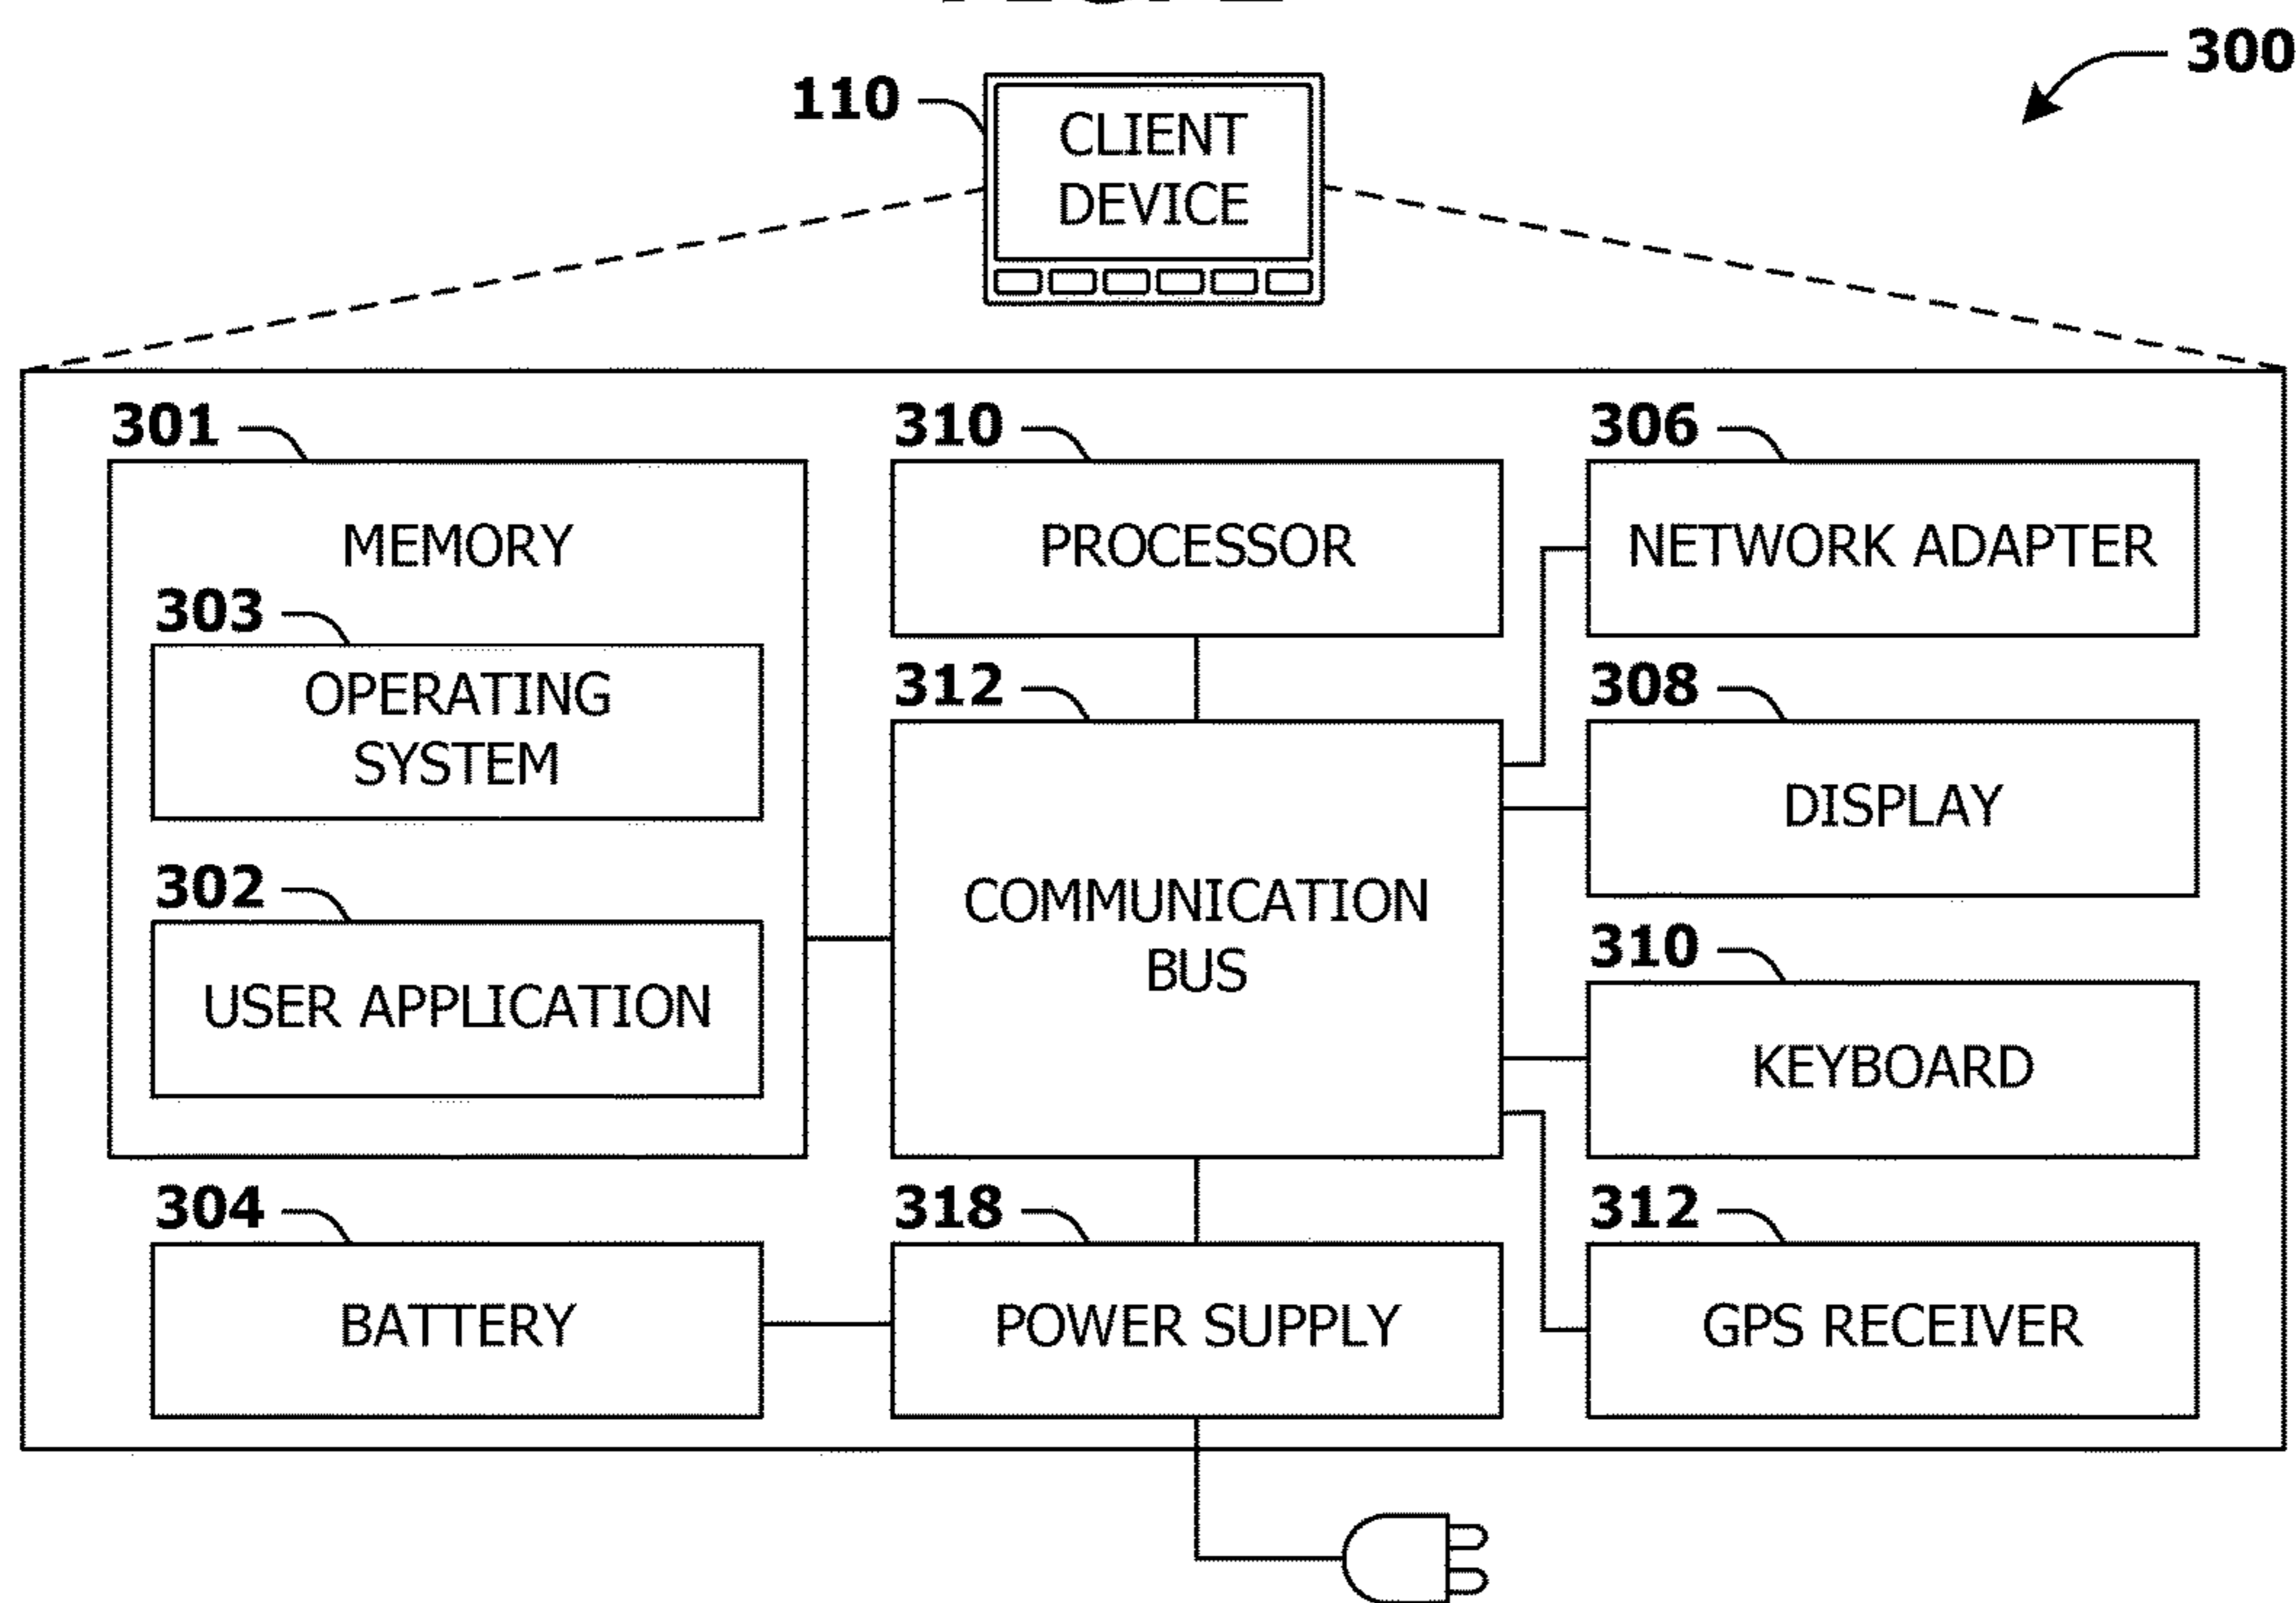 300
110
CLIENT
DEVICE
301
MEMORY
303
OPERATING
SYSTEM
302
USER APPLICATION
304
BATTERY
310
PROCESSOR
312
COMMUNICATION
BUS
318
POWER SUPPLY
306
NETWORK ADAPTER
308
DISPLAY
310
KEYBOARD
312
GPS RECEIVER